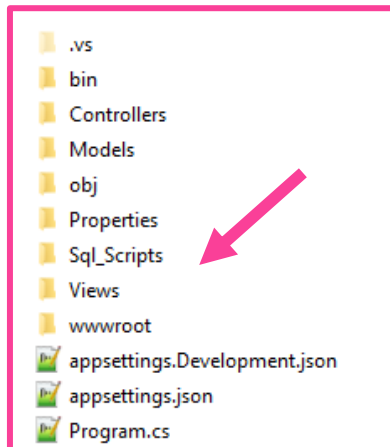 .vs
bin
Controllers
Models
obj
Properties
Sql_Scripts
Views
wwwroot
appsettings.Development.json
appsettings.json
Program.cs